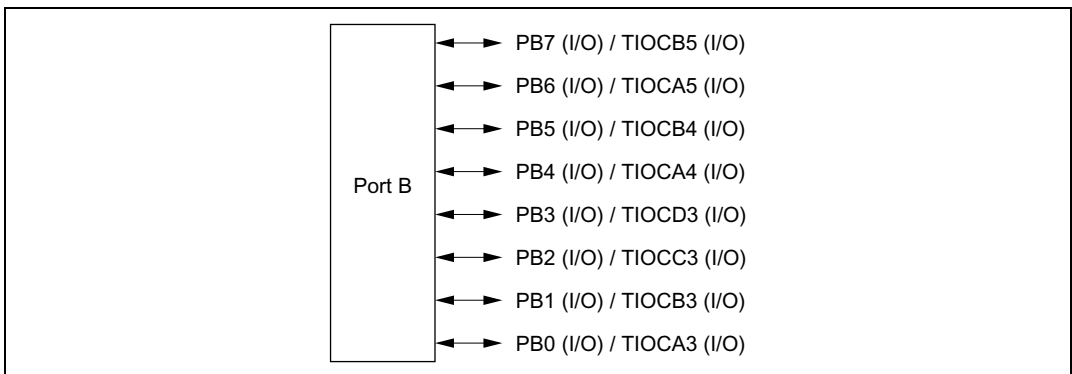 PB7 (I/O) / TIOCB5 (I/O)
PB6 (I/O) / TIOCA5 (I/O)
PB5 (I/O) / TIOCB4 (I/O)
PB4 (I/O) / TIOCA4 (I/O)
Port B
PB3 (I/O) / TIOCD3 (I/O)
PB2 (I/O) / TIOCC3 (I/O)
PB1 (I/O) / TIOCB3 (I/O)
PB0 (I/O) / TIOCA3 (I/O)